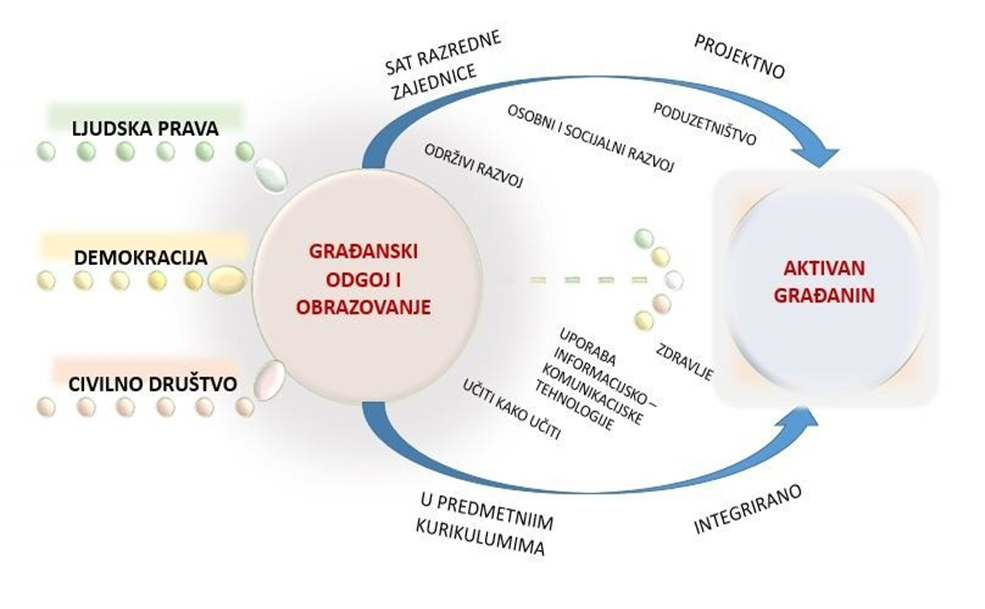 SAT RAZREDNE
ZAJEDNICE
PROJEKTNO
LJUDSKA PRAVA
DEMOKRACIJA
CIVILNO DRUŠTVO
GRAĐANSKI
ODGOJ I
OBRAZOVANJE
ODRŽIVI RAZVOJ
OSOBNI I SOCIJALNI RAZVOJ
PODUZETNIŠTVO
UČITI KAKO UČITI
UPORABA
INFORMACIJSKO –
KOMUNIKACIJSKE
TEHNOLOGIJE
ZDRAVLJE
AKTIVAN
GRAĐANIN
U PREDMETNIIM
KURIKULUMIMA
INTEGRIRANO